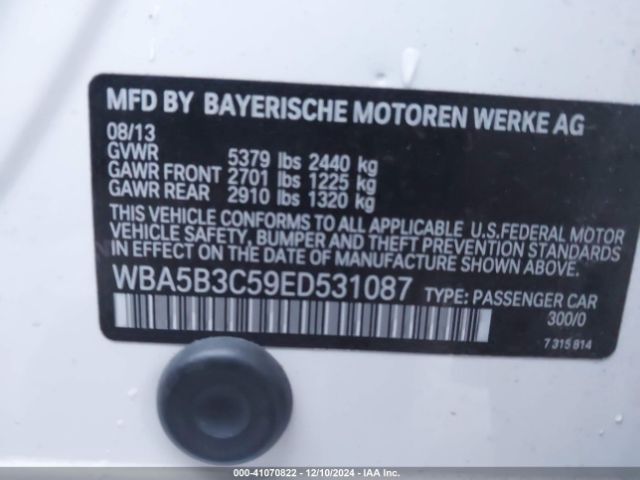 MFD BY BAYERISCHE MOTOREN WERKE AG
08/13
GVWR 5379 lbs 2440 kg
GAWR FRONT 2701 lbs 1225 kg
GAWR REAR 2910 lbs 1320 kg
THIS VEHICLE CONFORMS TO ALL APPLICABLE U.S.FEDERAL MOTOR
VEHICLE SAFETY, BUMPER AND THEFT PREVENTION STANDARDS
IN EFFECT ON THE DATE OF MANUFACTURE SHOWN ABOVE.
WBA5B3C59ED531087 TYPE: PASSENGER CAR
300/0
7 315 814
000-41070822 - 12/10/2024 - IAAI.com